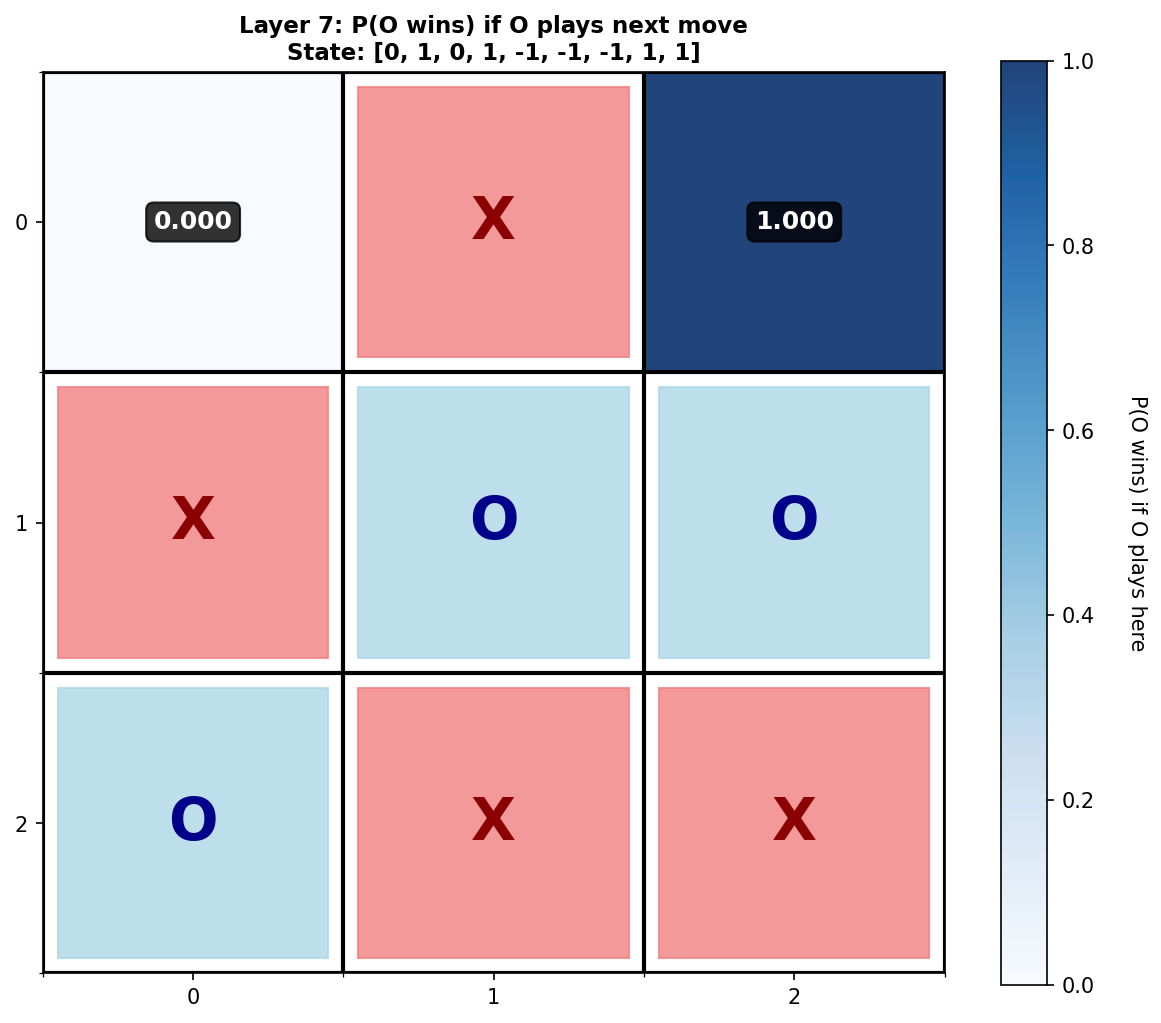 Layer 7: P(O wins) if O plays next move
State: [0, 1, 0, 1, -1, -1, -1, 1, 1]
0.000 X 1.000
X O O
O X X
0
1
2
0 1 2
1.0
0.8
0.6
0.4
0.2
0.0
P(O wins) if O plays here